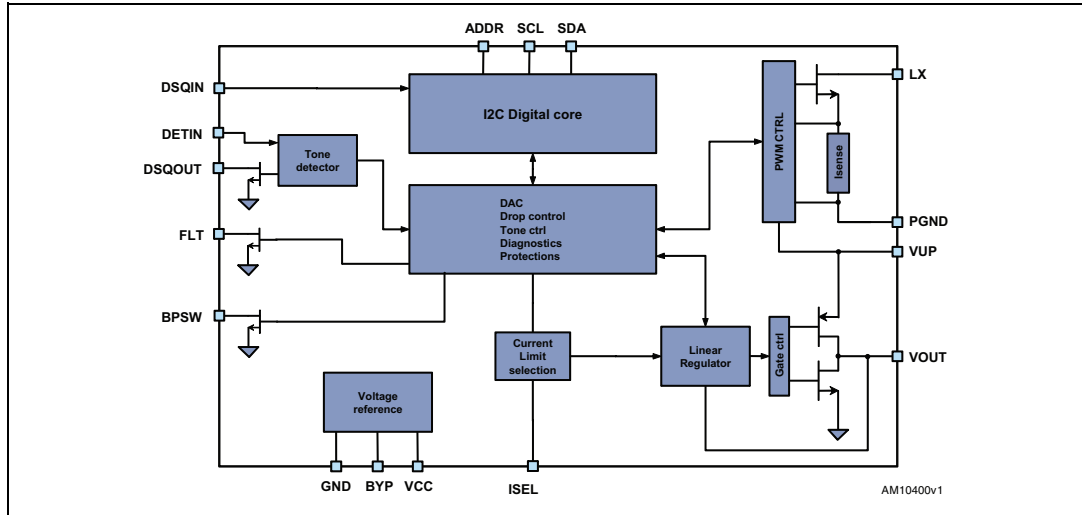 ADDR SCL SDA
DSQIN
I2C Digital core
LX
DETIN
Tone
detector
DSQOUT
PWM CTRL
Isense
DAC
Drop control
Tone ctrl
Diagnostics
Protections
PGND
FLT
VUP
BPSW
Current
Limit
selection
Linear
Regulator
Gate ctrl
VOUT
Voltage
reference
GND BYP VCC
ISEL
AM10400v1